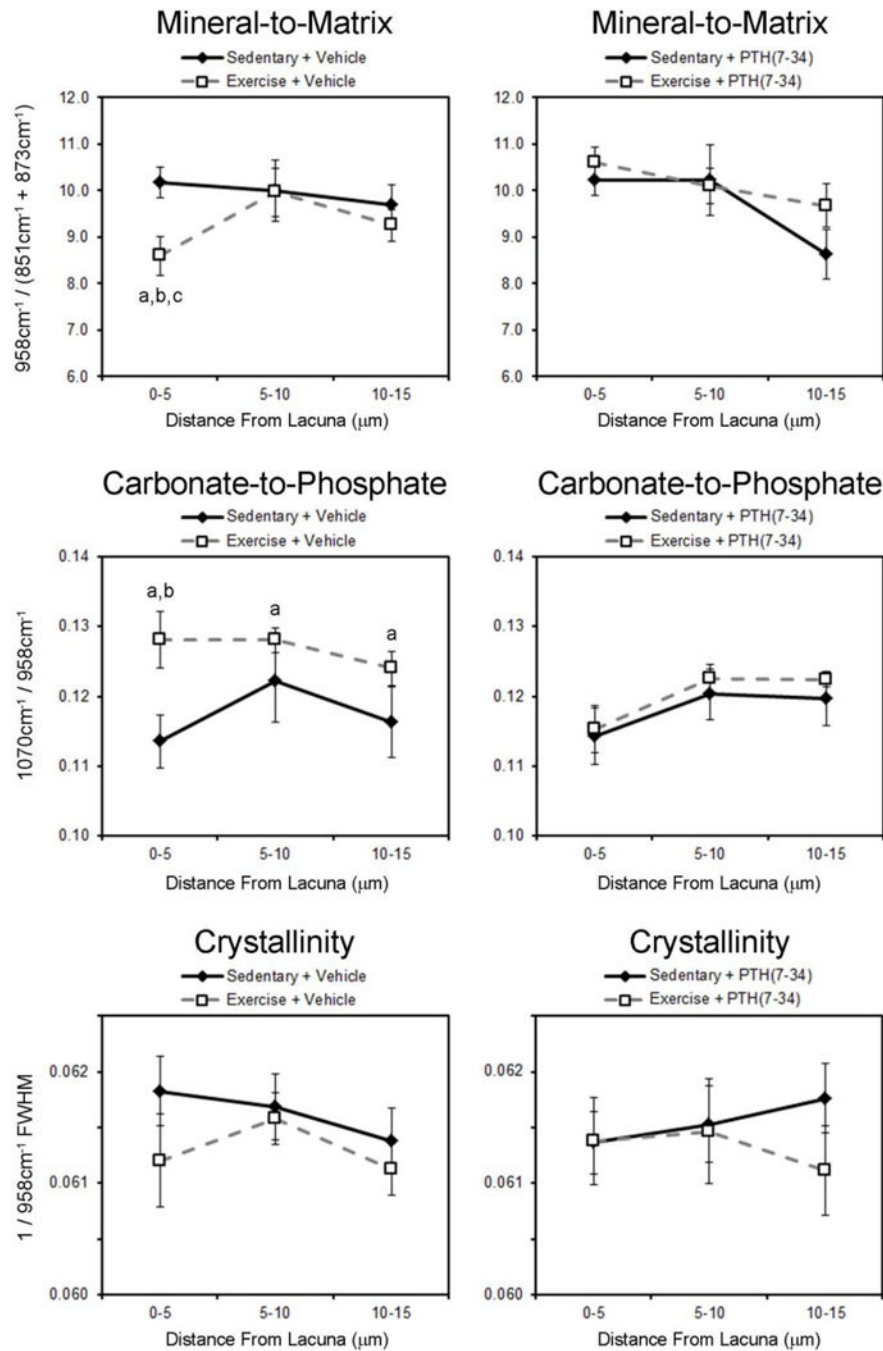 Mineral-to-Matrix
Sedentary + Vehicle
Exercise + Vehicle
958cm⁻¹ / (851cm⁻¹ + 873cm⁻¹)
12.0
11.0
10.0
9.0
8.0
7.0
6.0
a,b,c
0-5 5-10 10-15
Distance From Lacuna (μm)
Mineral-to-Matrix
Sedentary + PTH(7-34)
Exercise + PTH(7-34)
12.0
11.0
10.0
9.0
8.0
7.0
6.0
0-5 5-10 10-15
Distance From Lacuna (μm)
Carbonate-to-Phosphate
Sedentary + Vehicle
Exercise + Vehicle
1070cm⁻¹ / 958cm⁻¹
0.14
0.13
0.12
0.11
0.10
a,b a a
0-5 5-10 10-15
Distance From Lacuna (μm)
Carbonate-to-Phosphate
Sedentary + PTH(7-34)
Exercise + PTH(7-34)
0.14
0.13
0.12
0.11
0.10
0-5 5-10 10-15
Distance From Lacuna (μm)
Crystallinity
Sedentary + Vehicle
Exercise + Vehicle
1 / 958cm⁻¹ FWHM
0.062
0.061
0.060
0-5 5-10 10-15
Distance From Lacuna (μm)
Crystallinity
Sedentary + PTH(7-34)
Exercise + PTH(7-34)
0.062
0.061
0.060
0-5 5-10 10-15
Distance From Lacuna (μm)